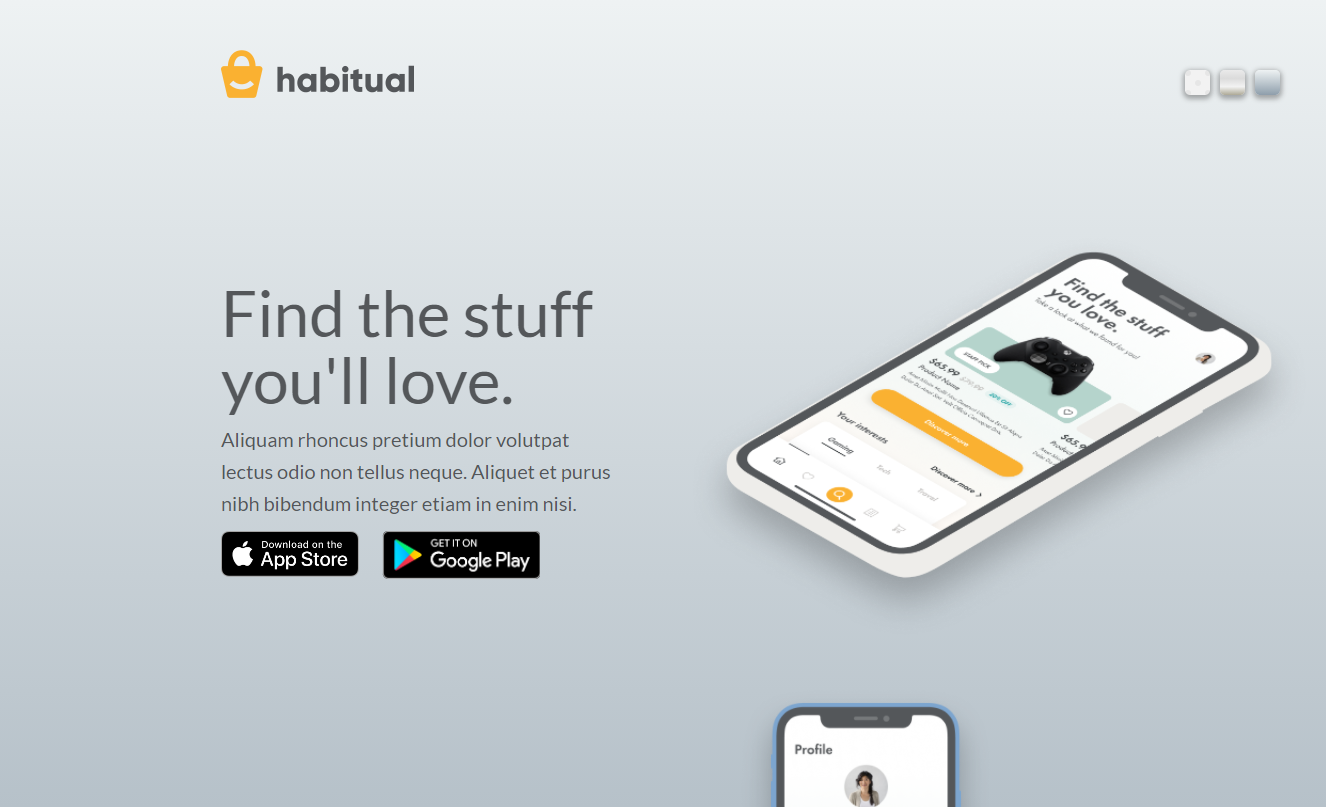 habitual
Find the stuff
you'll love.
Aliquam rhoncus pretium dolor volutpat
lectus odio non tellus neque. Aliquet et purus
nibh bibendum integer etiam in enim nisi.
Download on the
App Store
GET IT ON
Google Play
Find the stuff
you love.
Take a look at what we found for you!
STAFF PICK
$65.99
Product Name
Discover more
Your interests
Discover more
Gaming
Tech
Travel
Profile